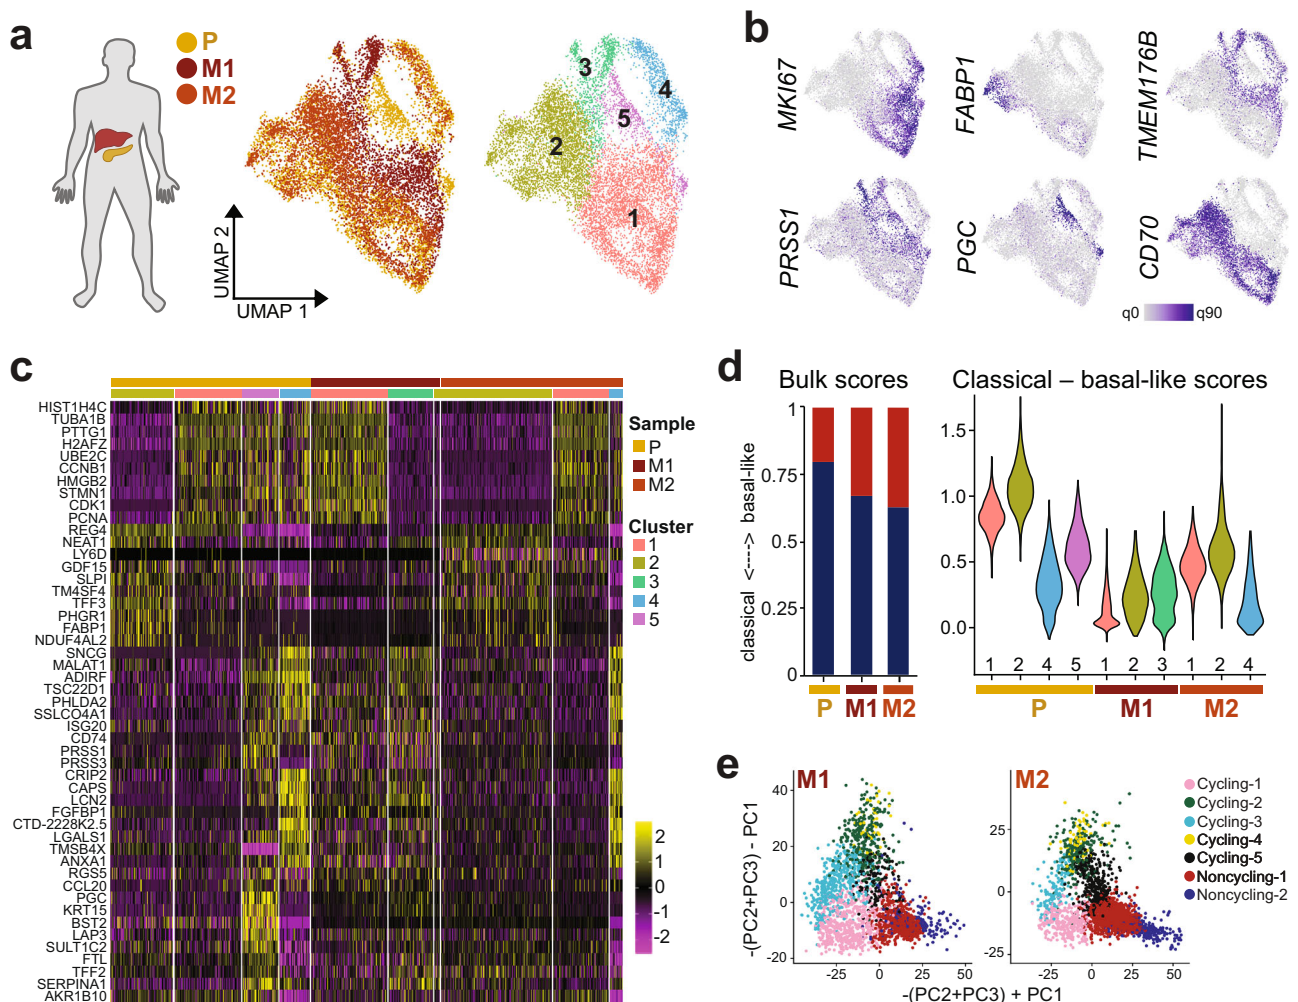 a
P
M1
M2
UMAP 2
UMAP 1
3
4
5
2
1
b
MKI67
FABP1
TMEM176B
PRSS1
PGC
CD70
q0
q90
c
HIST1H4C
TUBA1B
PTTG1
H2AFZ
UBE2C
CCNB1
HMGB2
STMN1
CDK1
PCNA
REG4
NEAT1
LY6D
GDF15
SLPI
TM4SF4
TFF3
PHGR1
FABP1
NDUF4AL2
SNCG
MALAT1
ADIRF
TSC22D1
PHLDA2
SSLCO4A1
ISG20
CD74
PRSS1
PRSS3
CRIP2
CAPS
LCN2
FGFBP1
CTD-2228K2.5
LGALS1
TMSB4X
ANXA1
RGS5
CCL20
PGC
KRT15
BST2
LAP3
SULT1C2
FTL
TFF2
SERPINA1
AKR1B10
Sample
P
M1
M2
Cluster
1
2
3
4
5
2
1
0
-1
-2
d
Bulk scores
classical <----> basal-like
1
0.75
0.5
0.25
0
P M1 M2
Classical – basal-like scores
1.5
1.0
0.5
0.0
1 2 4 5 1 2 3 1 2 4
P M1 M2
e
M1
-(PC2+PC3) - PC1
40
20
0
-20
-25 0 25 50
M2
25
0
-25
-25 0 25 50
-(PC2+PC3) + PC1
Cycling-1
Cycling-2
Cycling-3
Cycling-4
Cycling-5
Noncycling-1
Noncycling-2